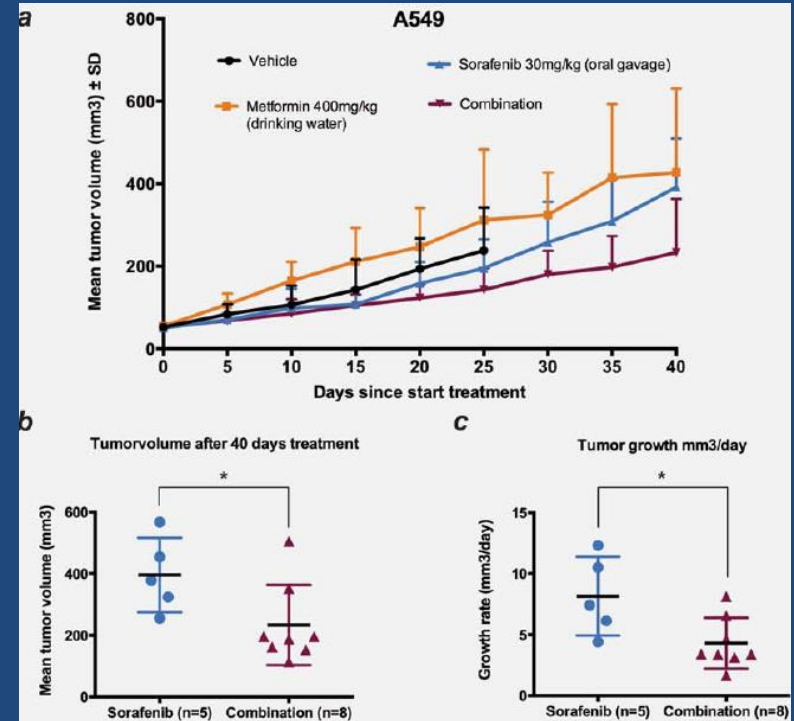 a
A549
Vehicle
Sorafenib 30mg/kg (oral gavage)
Metformin 400mg/kg
(drinking water)
Combination
Mean tumor volume (mm3) ± SD
800
600
400
200
0
0 5 10 15 20 25 30 35 40
Days since start treatment
b
Tumorvolume after 40 days treatment
*
Mean tumor volume (mm3)
600
400
200
0
Sorafenib (n=5) Combination (n=8)
c
Tumor growth mm3/day
*
Growth rate (mm3/day)
15
10
5
0
Sorafenib (n=5) Combination (n=8)